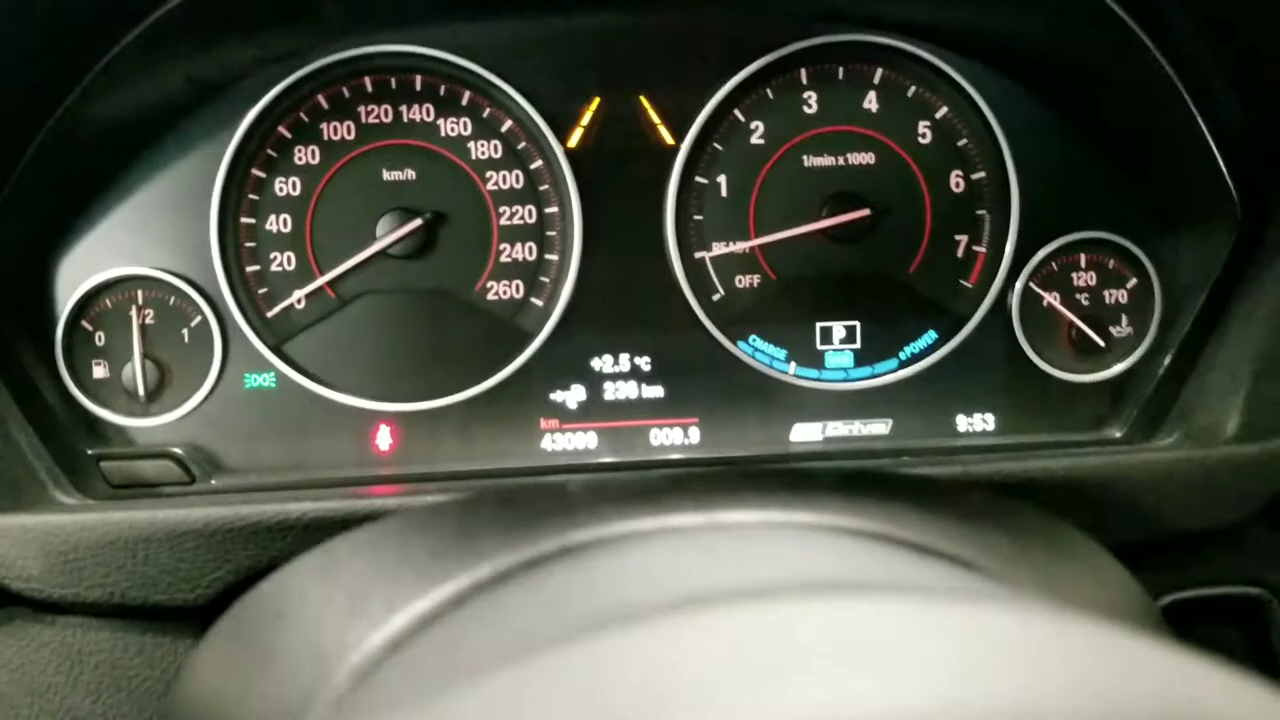 0
20
40
60
80
100
120
140
160
180
200
220
240
260
km/h
0
1/2
1
+2.5 °C
236 km
km
009.9
1
2
3
4
5
6
7
1/min x 1000
READY
OFF
P
CHARGE
ePOWER
eDrive
9:53
70
120
170
°C